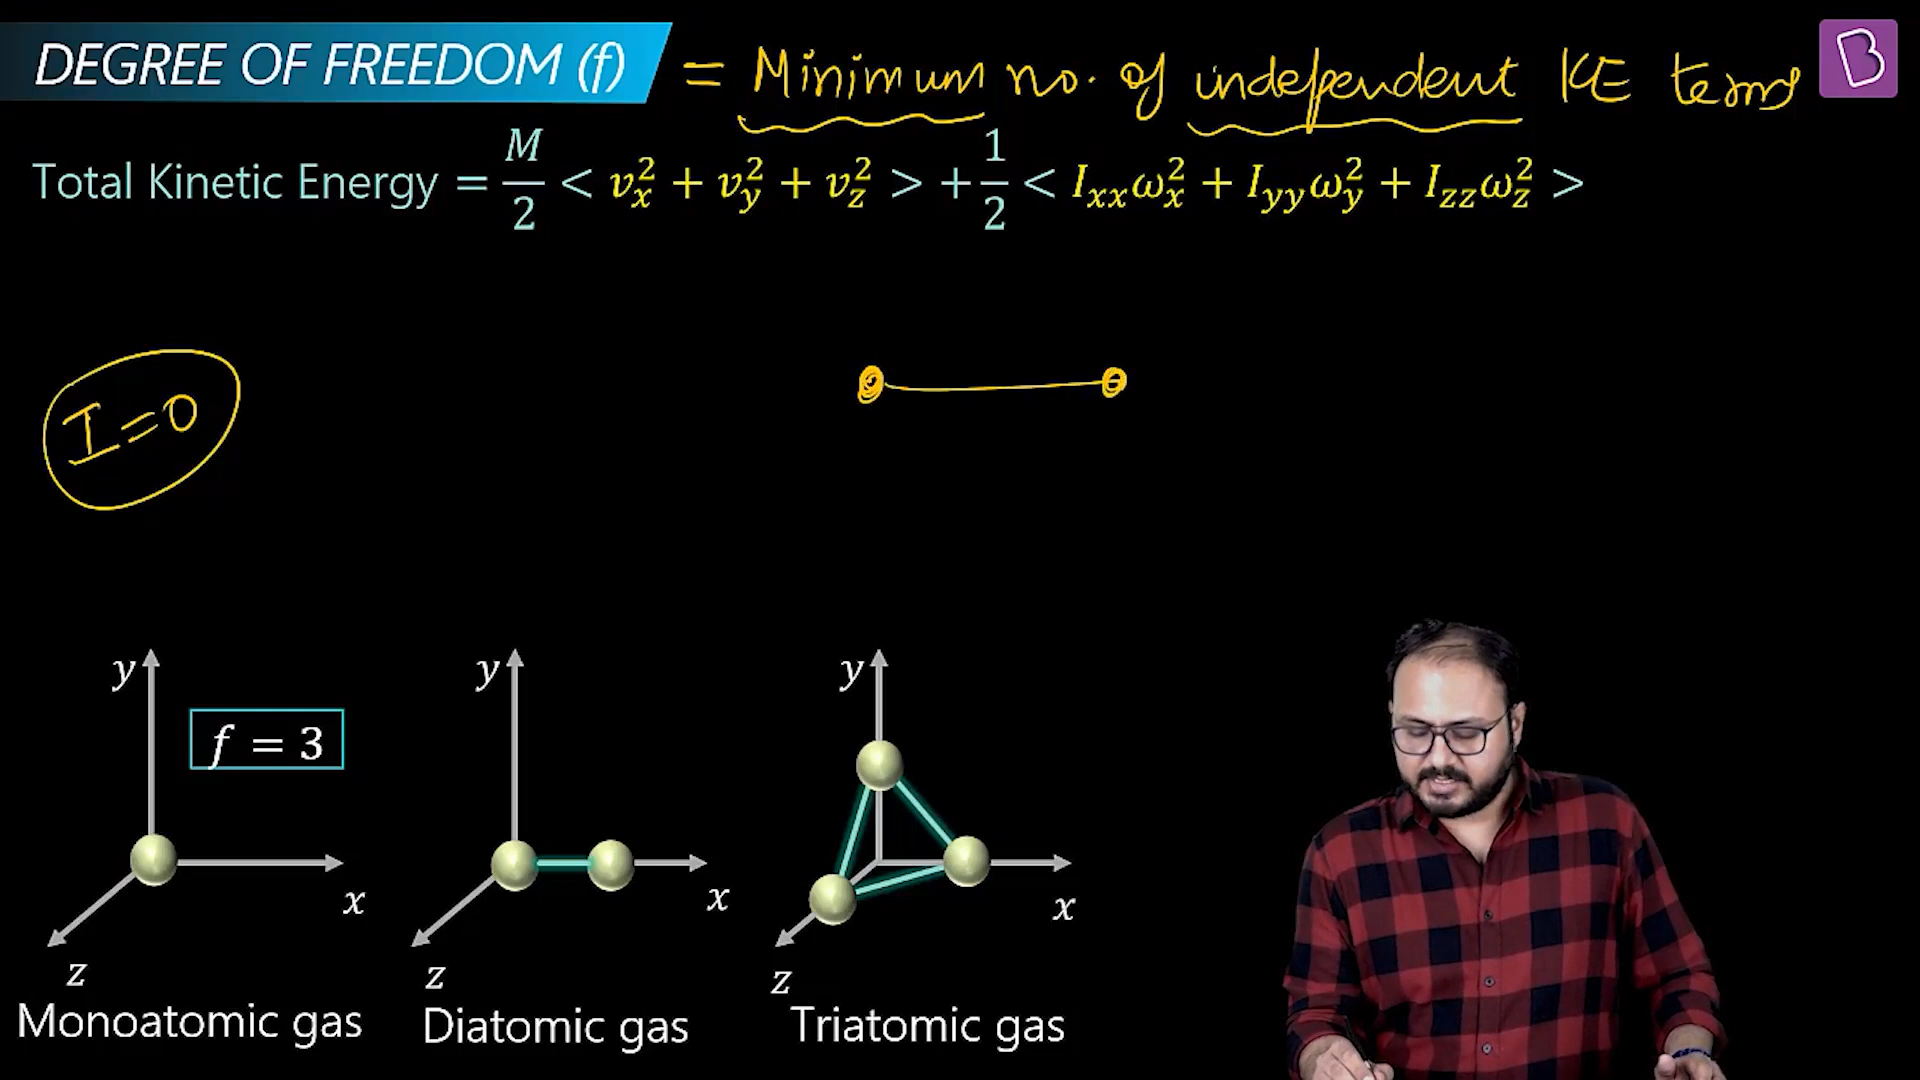 DEGREE OF FREEDOM (f) = Minimum no. of independent KE terms
Total Kinetic Energy = M/2 < v_x^2 + v_y^2 + v_z^2 > + 1/2 < I_xx ω_x^2 + I_yy ω_y^2 + I_zz ω_z^2 >
I = 0
y
f = 3
x
z
Monoatomic gas
y
x
z
Diatomic gas
y
x
z
Triatomic gas
B